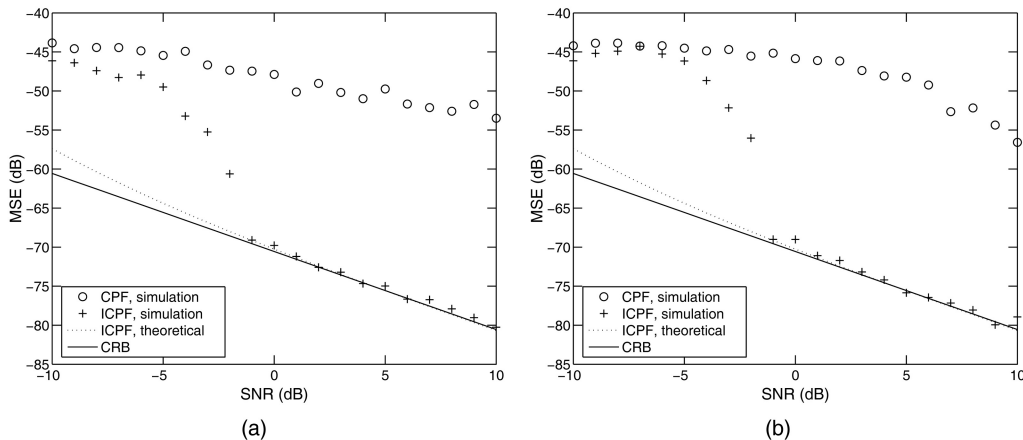 −40
−45
−50
−55
−60
−65
−70
−75
−80
−85
MSE (dB)
CPF, simulation
ICPF, simulation
ICPF, theoretical
CRB
−10
−5
0
5
10
SNR (dB)
(a)
−40
−45
−50
−55
−60
−65
−70
−75
−80
−85
MSE (dB)
CPF, simulation
ICPF, simulation
ICPF, theoretical
CRB
−10
−5
0
5
10
SNR (dB)
(b)